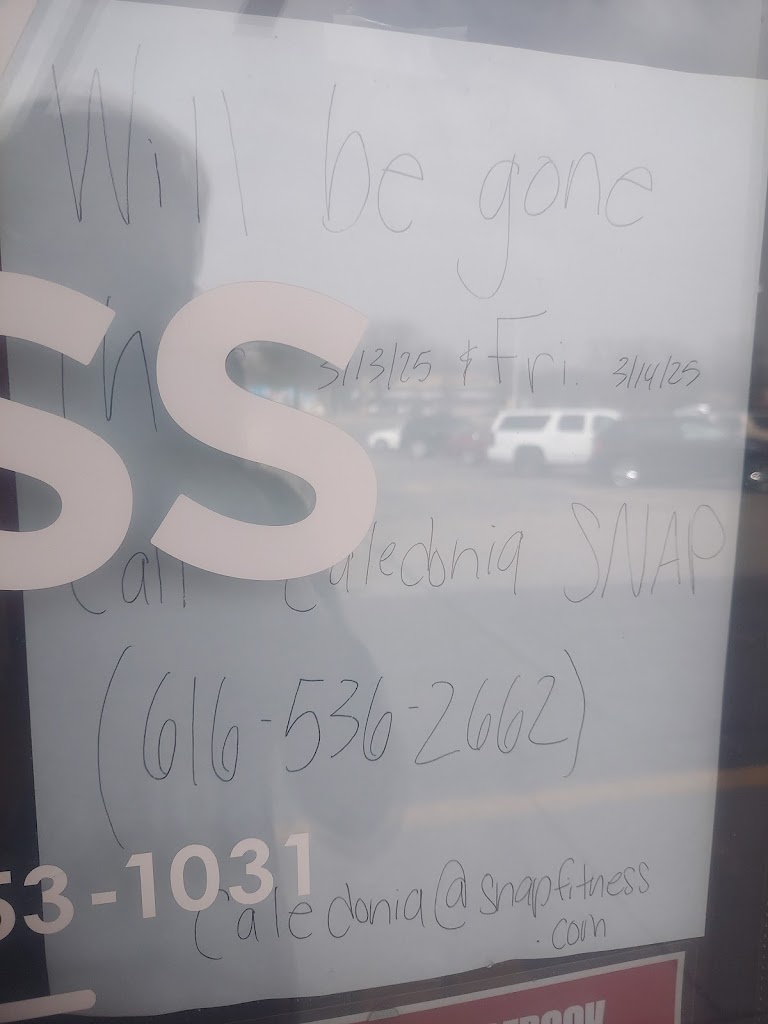 Will be gone
Th 3/13/25 & Fri. 3/14/25
SS
Call Caledonia SNAP
(616-536-2662)
53-1031
Caledonia@snapfitness
.com